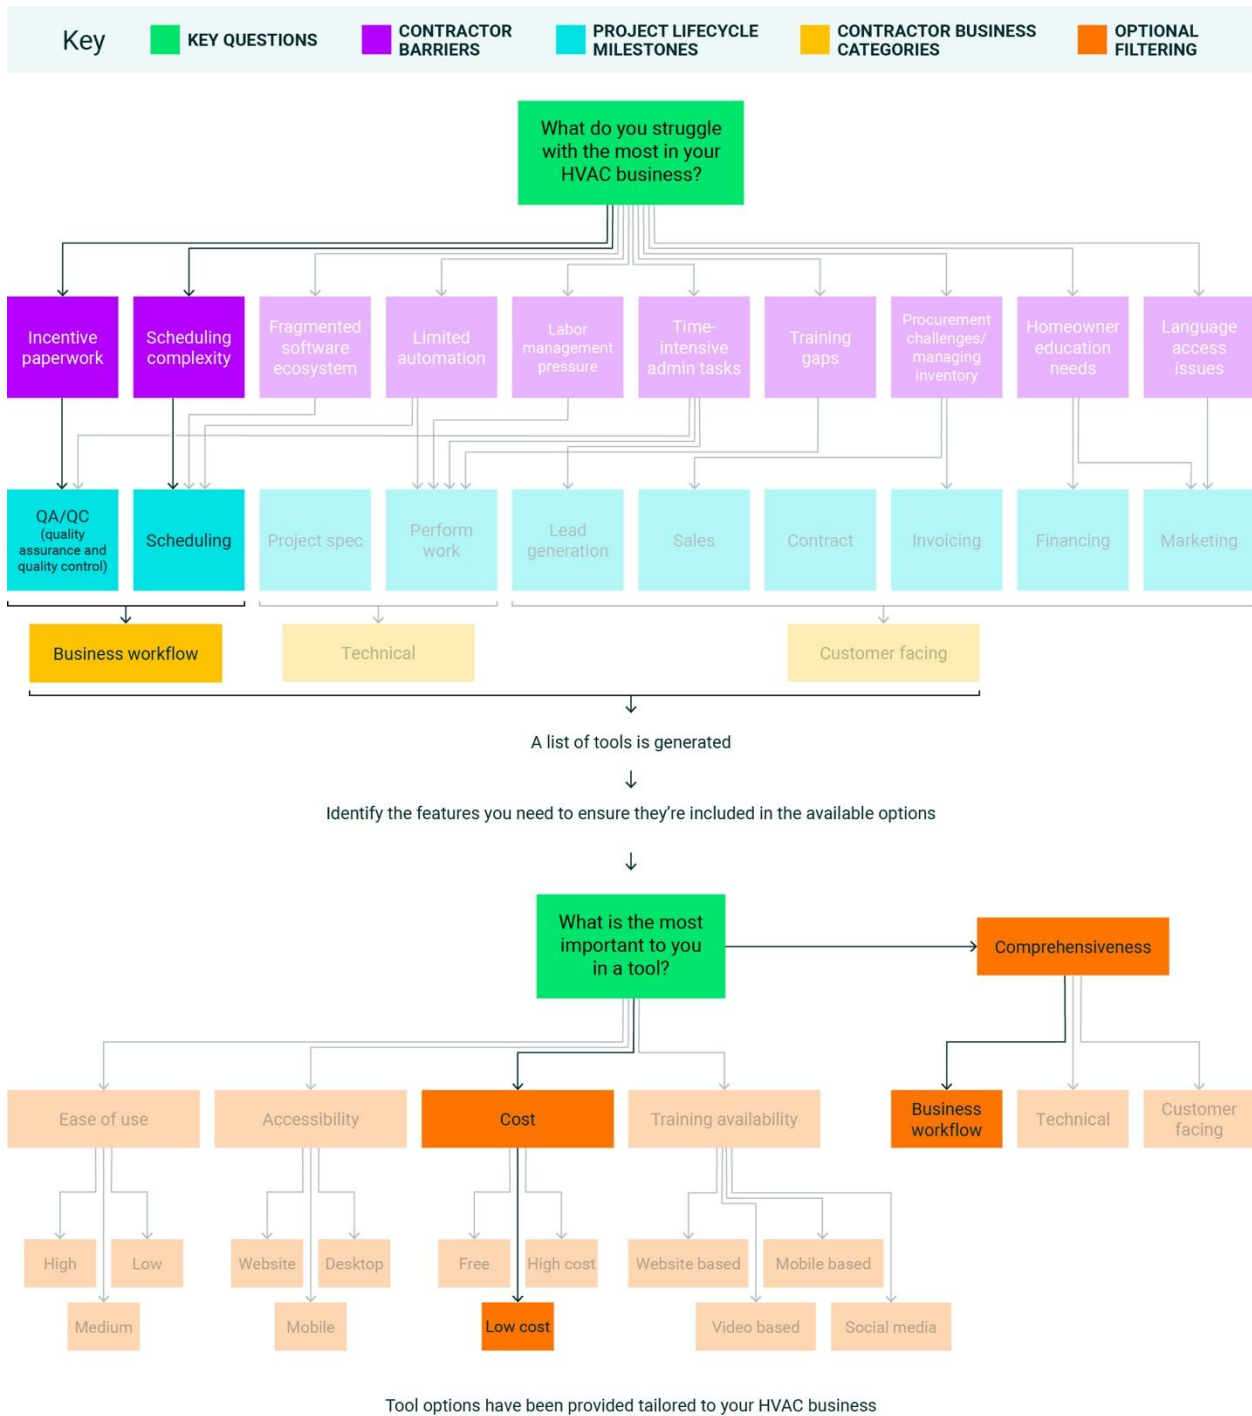 Key
KEY QUESTIONS
CONTRACTOR
BARRIERS
PROJECT LIFECYCLE
MILESTONES
CONTRACTOR BUSINESS
CATEGORIES
OPTIONAL
FILTERING
What do you struggle
with the most in your
HVAC business?
Incentive
paperwork
Scheduling
complexity
Fragmented
software
ecosystem
Limited
automation
Labor
management
pressure
Time-
intensive
admin tasks
Training
gaps
Procurement
challenges/
managing
inventory
Homeowner
education
needs
Language
access
issues
QA/QC
(quality
assurance and
quality control)
Scheduling
Project spec
Perform
work
Lead
generation
Sales
Contract
Invoicing
Financing
Marketing
Business workflow
Technical
Customer facing
A list of tools is generated
Identify the features you need to ensure they’re included in the available options
What is the most
important to you
in a tool?
Comprehensiveness
Ease of use
Accessibility
Cost
Training availability
Business
workflow
Technical
Customer
facing
High
Low
Website
Desktop
Free
High cost
Website based
Mobile based
Medium
Mobile
Low cost
Video based
Social media
Tool options have been provided tailored to your HVAC business